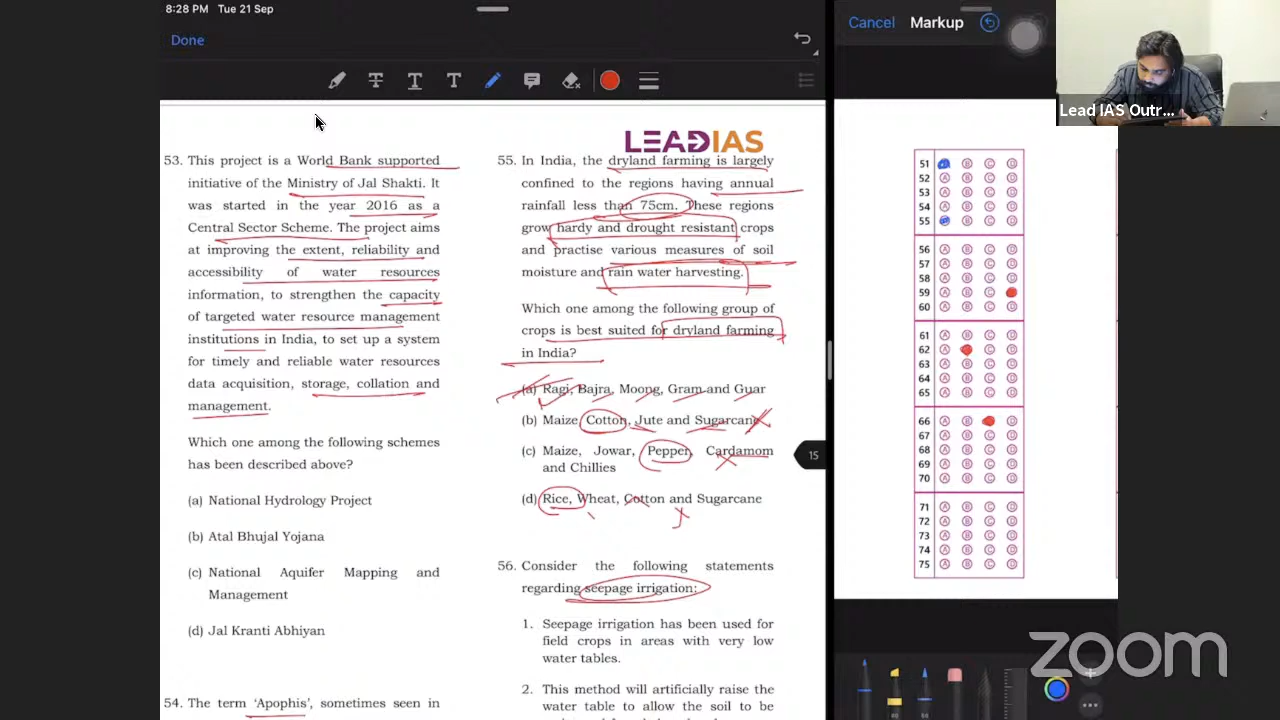 8:28 PM Tue 21 Sep
Done
Cancel Markup
Lead IAS Outr...
LEADIAS
53. This project is a World Bank supported
initiative of the Ministry of Jal Shakti. It
was started in the year 2016 as a
Central Sector Scheme. The project aims
at improving the extent, reliability and
accessibility of water resources
information, to strengthen the capacity
of targeted water resource management
institutions in India, to set up a system
for timely and reliable water resources
data acquisition, storage, collation and
management.
Which one among the following schemes
has been described above?
(a) National Hydrology Project
(b) Atal Bhujal Yojana
(c) National Aquifer Mapping and
Management
(d) Jal Kranti Abhiyan
54. The term 'Apophis', sometimes seen in
55. In India, the dryland farming is largely
confined to the regions having annual
rainfall less than 75cm. These regions
grow hardy and drought resistant crops
and practise various measures of soil
moisture and rain water harvesting.
Which one among the following group of
crops is best suited for dryland farming
in India?
(a) Ragi, Bajra, Moong, Gram and Guar
(b) Maize, Cotton, Jute and Sugarcane
(c) Maize, Jowar, Pepper, Cardamom
and Chillies
(d) Rice, Wheat, Cotton and Sugarcane
56. Consider the following statements
regarding seepage irrigation:
1. Seepage irrigation has been used for
field crops in areas with very low
water tables.
2. This method will artificially raise the
water table to allow the soil to be
15
51 A B C D
52 A B C D
53 A B C D
54 A B C D
55 B C D
56 A B C D
57 A B C D
58 A B C D
59 A B C
60 A B C D
61 A B C D
62 A C D
63 A B C D
64 A B C D
65 A B C D
66 A B D
67 A B C D
68 A B C D
69 A B C D
70 A B C D
71 A B C D
72 A B C D
73 A B C D
74 A B C D
75 A B C D
zoom